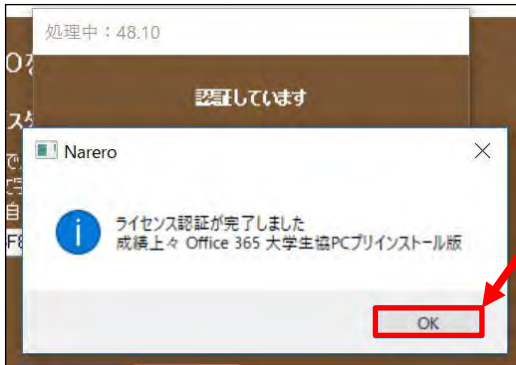 処理中：48.10
認証しています
Narero
ライセンス認証が完了しました
成績上々 Office 365 大学生協PCプリインストール版
OK